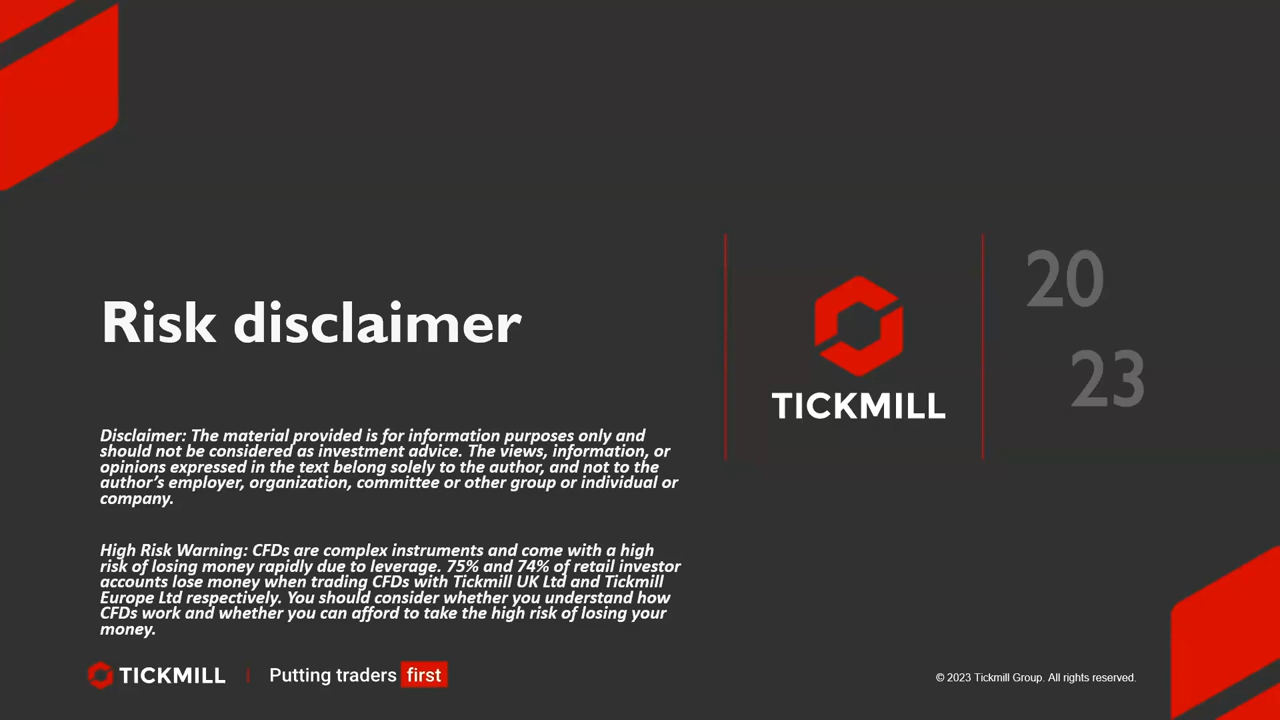 Risk disclaimer
Disclaimer: The material provided is for information purposes only and
should not be considered as investment advice. The views, information, or
opinions expressed in the text belong solely to the author, and not to the
author’s employer, organization, committee or other group or individual or
company.
High Risk Warning: CFDs are complex instruments and come with a high
risk of losing money rapidly due to leverage. 75% and 74% of retail investor
accounts lose money when trading CFDs with Tickmill UK Ltd and Tickmill
Europe Ltd respectively. You should consider whether you understand how
CFDs work and whether you can afford to take the high risk of losing your
money.
TICKMILL
20
23
TICKMILL | Putting traders first
© 2023 Tickmill Group. All rights reserved.